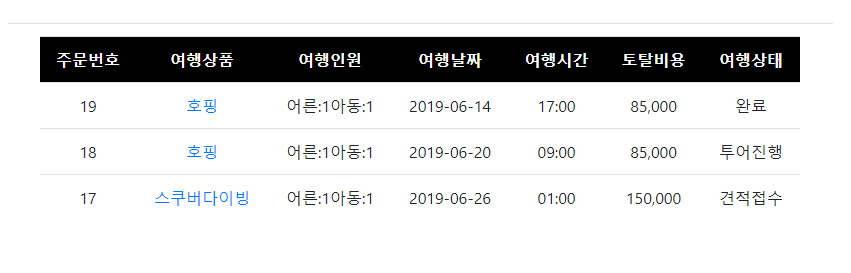 주문번호 여행상품 여행인원 여행날짜 여행시간 토탈비용 여행상태
19 호핑 어른:1아동:1 2019-06-14 17:00 85,000 완료
18 호핑 어른:1아동:1 2019-06-20 09:00 85,000 투어진행
17 스쿠버다이빙 어른:1아동:1 2019-06-26 01:00 150,000 견적접수